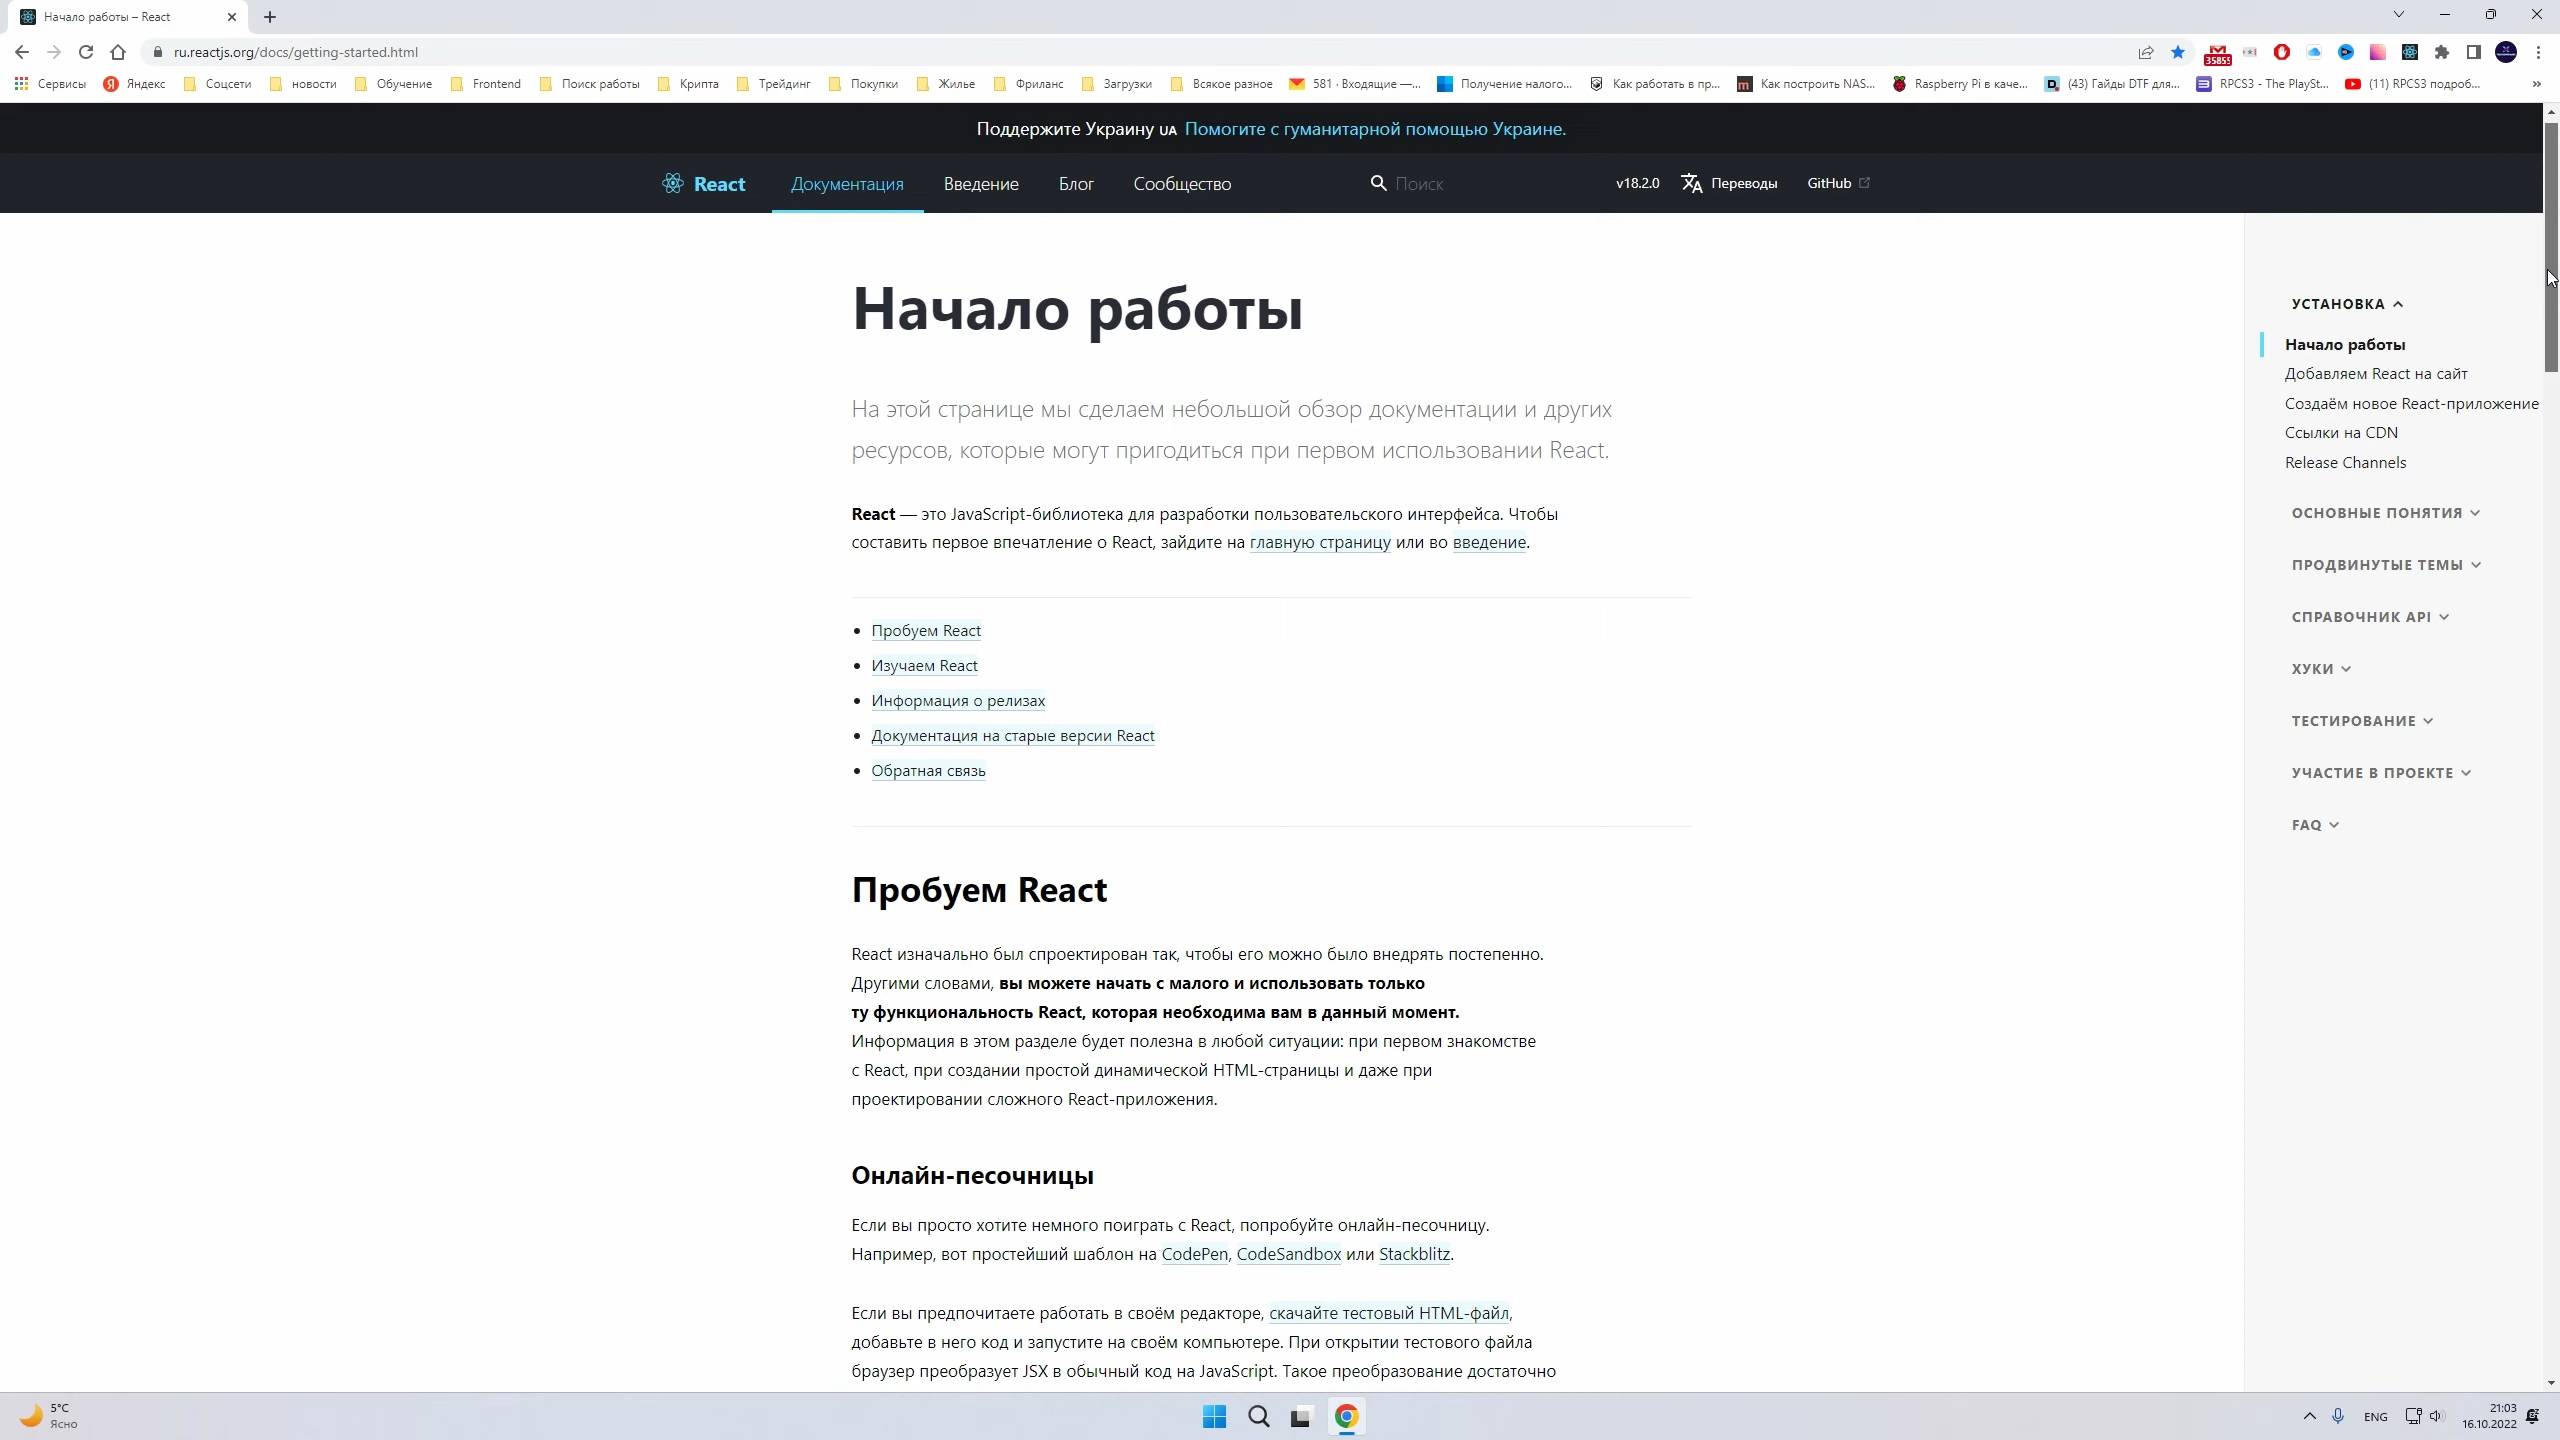 Начало работы – React
ru.reactjs.org/docs/getting-started.html
35855
Сервисы Яндекс Соцсети новости Обучение Frontend Поиск работы Крипта Трейдинг Покупки Жилье Фриланс Загрузки Всякое разное 581 · Входящие —... Получение налого... Как работать в пр... Как построить NAS... Raspberry Pi в каче... (43) Гайды DTF для... RPCS3 - The PlaySt... (11) RPCS3 подроб... »
Поддержите Украину UA Помогите с гуманитарной помощью Украине.
React Документация Введение Блог Сообщество Поиск v18.2.0 Переводы GitHub
Начало работы
На этой странице мы сделаем небольшой обзор документации и других
ресурсов, которые могут пригодиться при первом использовании React.
React — это JavaScript-библиотека для разработки пользовательского интерфейса. Чтобы
составить первое впечатление о React, зайдите на главную страницу или во введение.
• Пробуем React
• Изучаем React
• Информация о релизах
• Документация на старые версии React
• Обратная связь
Пробуем React
React изначально был спроектирован так, чтобы его можно было внедрять постепенно.
Другими словами, вы можете начать с малого и использовать только
ту функциональность React, которая необходима вам в данный момент.
Информация в этом разделе будет полезна в любой ситуации: при первом знакомстве
с React, при создании простой динамической HTML-страницы и даже при
проектировании сложного React-приложения.
Онлайн-песочницы
Если вы просто хотите немного поиграть с React, попробуйте онлайн-песочницу.
Например, вот простейший шаблон на CodePen, CodeSandbox или Stackblitz.
Если вы предпочитаете работать в своём редакторе, скачайте тестовый HTML-файл,
добавьте в него код и запустите на своём компьютере. При открытии тестового файла
браузер преобразует JSX в обычный код на JavaScript. Такое преобразование достаточно
УСТАНОВКА
Начало работы
Добавляем React на сайт
Создаём новое React-приложение
Ссылки на CDN
Release Channels
ОСНОВНЫЕ ПОНЯТИЯ
ПРОДВИНУТЫЕ ТЕМЫ
СПРАВОЧНИК API
ХУКИ
ТЕСТИРОВАНИЕ
УЧАСТИЕ В ПРОЕКТЕ
FAQ
5°C
Ясно
ENG
21:03
16.10.2022